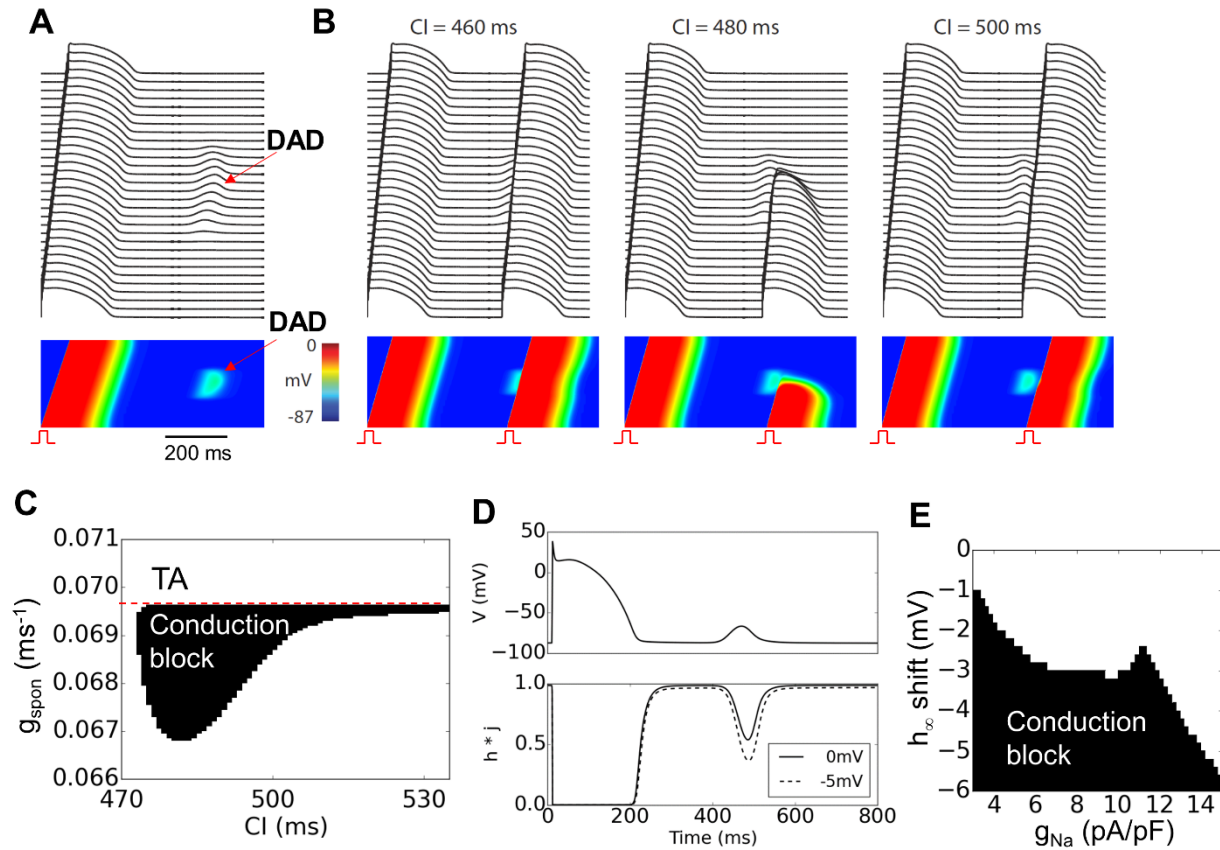 A
B
CI = 460 ms
CI = 480 ms
CI = 500 ms
DAD
DAD
0
mV
-87
200 ms
C
0.071
0.070
0.069
0.068
0.067
0.066
TA
Conduction
block
470
500
530
CI (ms)
g_spon (ms⁻¹)
D
50
0
−50
−100
V (mV)
1.0
0.5
0.0
h * j
0mV
-5mV
0
200
400
600
800
Time (ms)
E
0
−1
−2
−3
−4
−5
−6
h∞ shift (mV)
Conduction
block
4
6
8
10
12
14
g_Na (pA/pF)